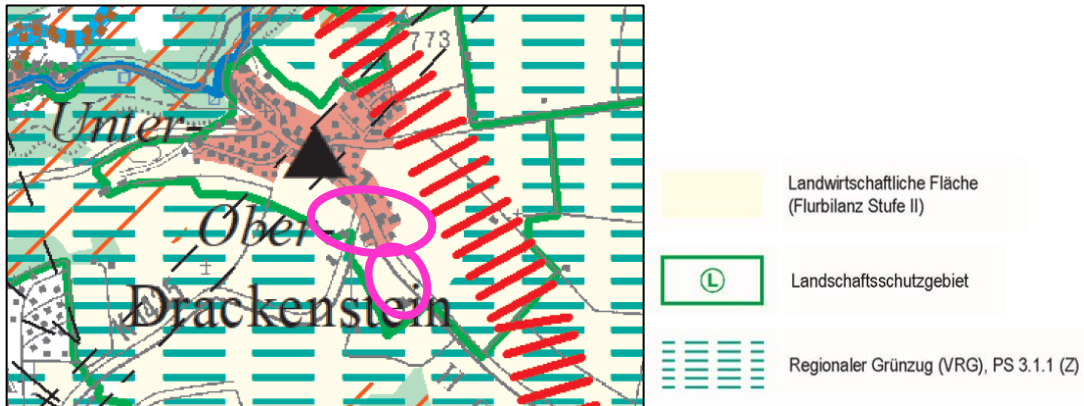 773
Unter-
Ober-
Drackenstein
Landwirtschaftliche Fläche
(Flurbilanz Stufe II)
L
Landschaftsschutzgebiet
Regionaler Grünzug (VRG), PS 3.1.1 (Z)